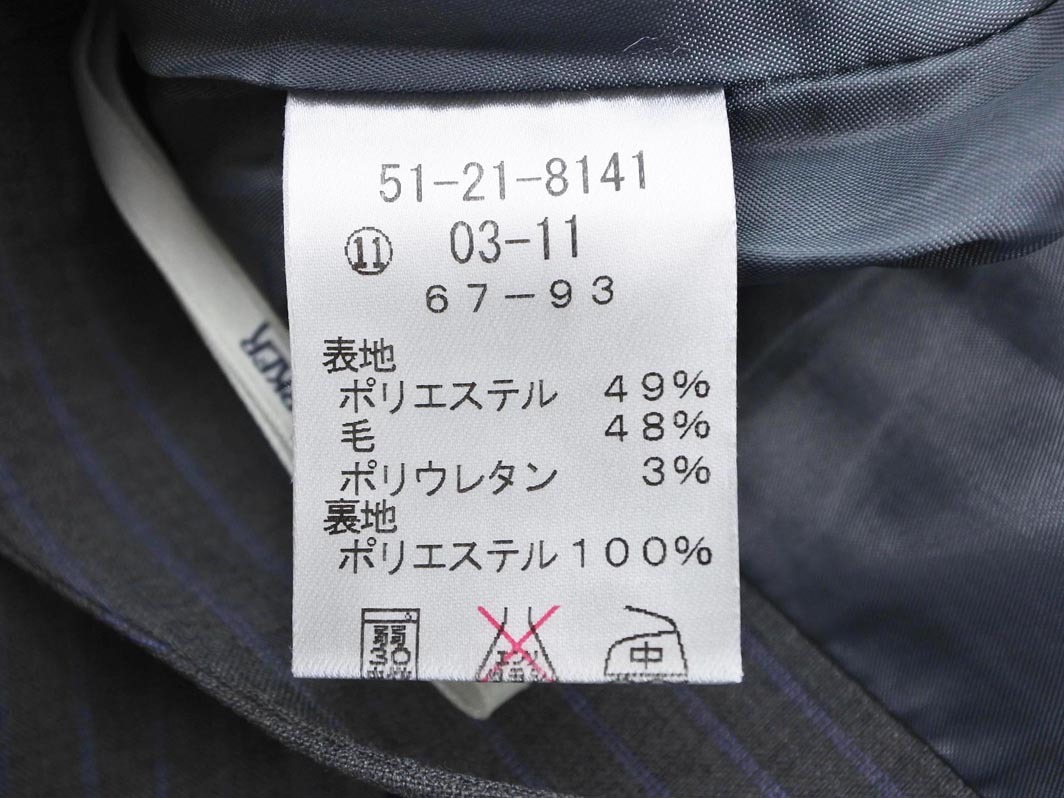 51-21-8141
⑪ 03-11
67-93
表地
ポリエステル 49%
毛 48%
ポリウレタン 3%
裏地
ポリエステル100%
弱
30
中